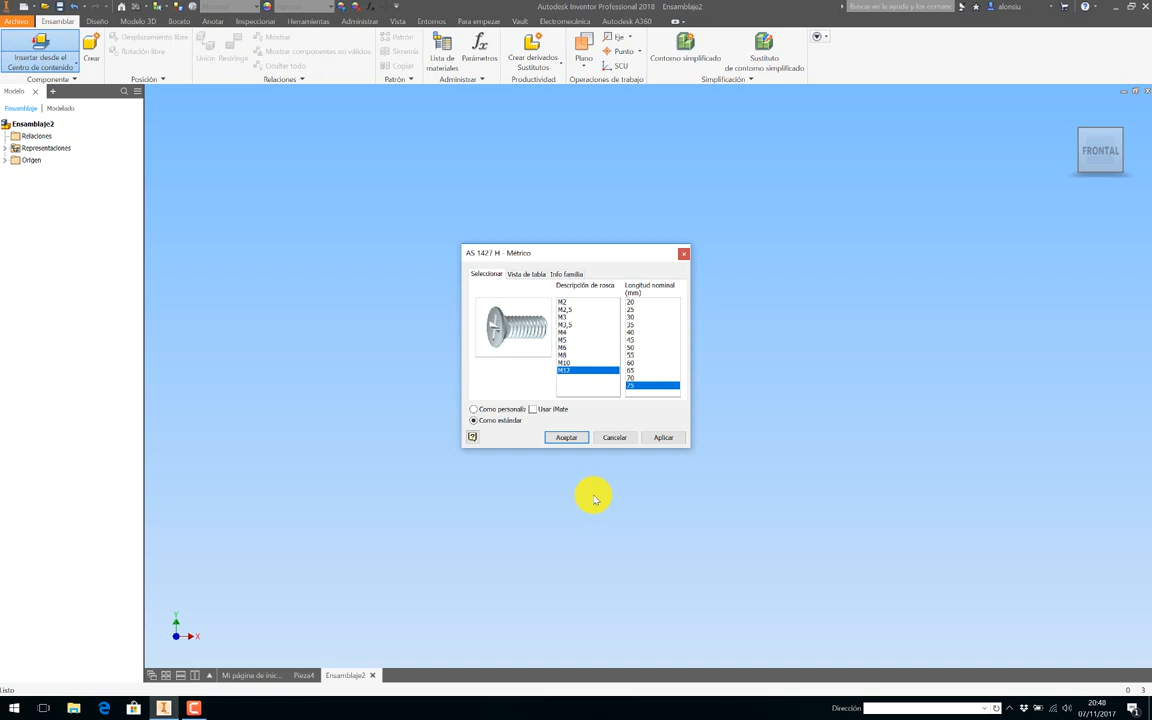 Autodesk Inventor Professional 2018
Ensamblaje2
Buscar en la ayuda y los comanc
alonsiu
Archivo
Ensamblar
Diseño
Modelo 3D
Boceto
Anotar
Inspeccionar
Herramientas
Administrar
Vista
Entornos
Para empezar
Vault
Electromecánica
Autodesk A360
Insertar desde el
Centro de contenido
Crear
Componente
Desplazamiento libre
Rotación libre
Posición
Unión
Restringir
Mostrar
Mostrar componentes no válidos
Ocultar todo
Relaciones
Patrón
Simetría
Copiar
Patrón
Lista de
materiales
Parámetros
Administrar
Crear derivados
Sustitutos
Productividad
Plano
Eje
Punto
SCU
Operaciones de trabajo
Contorno simplificado
Sustituto
de contorno simplificado
Simplificación
Modelo
Ensamblaje
Modelado
Ensamblaje2
Relaciones
Representaciones
Origen
FRONTAL
AS 1427 H - Métrico
Seleccionar
Vista de tabla
Info familia
Descripción de rosca
M2
M2,5
M3
M3,5
M4
M5
M6
M8
M10
M12
Longitud nominal
(mm)
20
25
30
35
40
45
50
55
60
65
70
75
Como personaliz
Usar iMate
Como estándar
Aceptar
Cancelar
Aplicar
Y
X
Mi página de inic...
Pieza4
Ensamblaje2
Listo
0
3
Dirección
20:48
07/11/2017